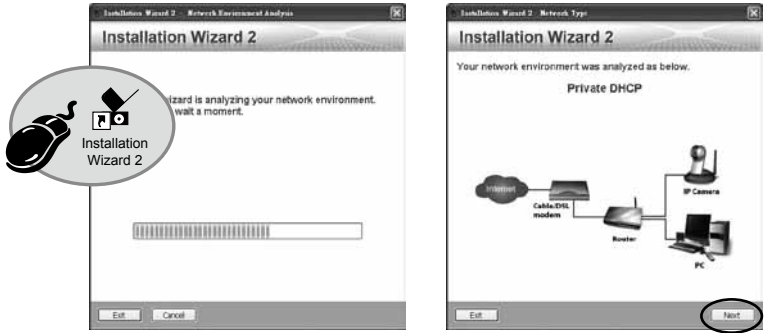 Installation Wizard 2 - Network Environment Analysis
Installation Wizard 2
izard is analyzing your network environment.
wait a moment.
Installation
Wizard 2
Exit
Cancel
Installation Wizard 2 - Network Type
Installation Wizard 2
Your network environment was analyzed as below.
Private DHCP
Internet
Cable/DSL
modem
Router
IP Camera
PC
Exit
Next